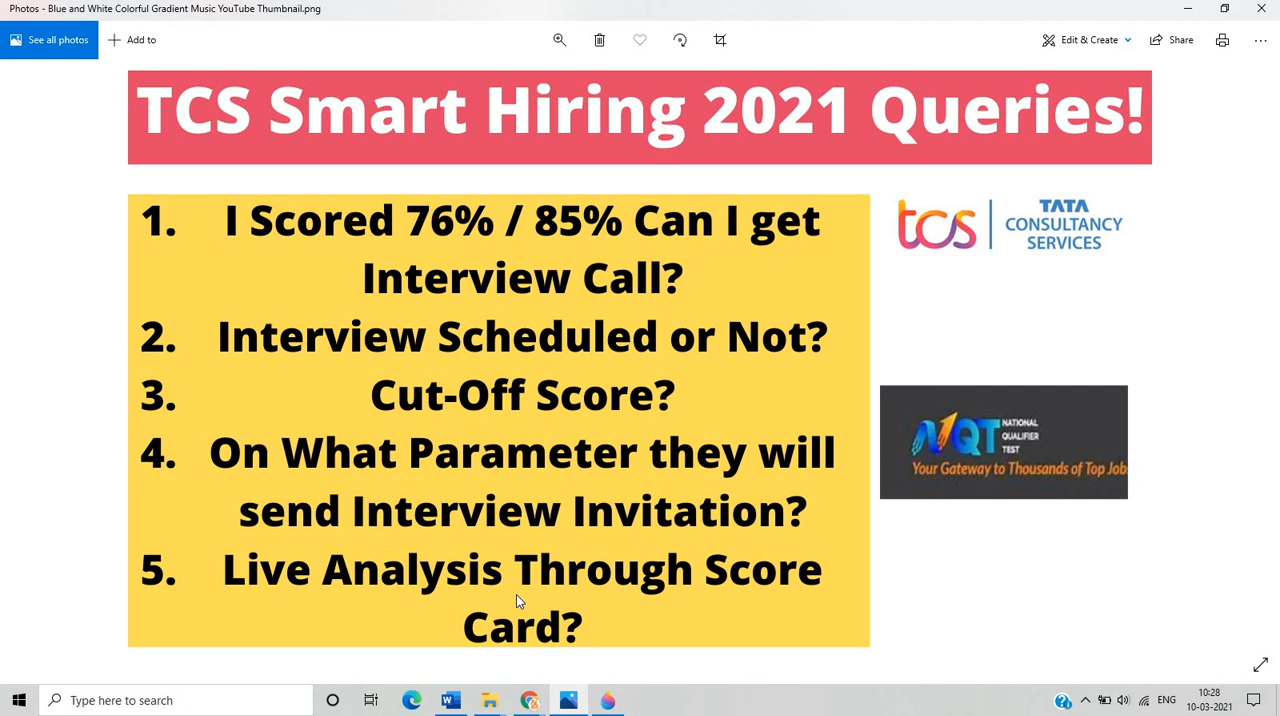 Photos - Blue and White Colorful Gradient Music YouTube Thumbnail.png
See all photos
Add to
Edit & Create
Share
TCS Smart Hiring 2021 Queries!
1. I Scored 76% / 85% Can I get
Interview Call?
2. Interview Scheduled or Not?
3. Cut-Off Score?
4. On What Parameter they will
send Interview Invitation?
5. Live Analysis Through Score
Card?
tcs
TATA
CONSULTANCY
SERVICES
NQT
NATIONAL
QUALIFIER
TEST
Your Gateway to Thousands of Top Jobs
Type here to search
ENG
10:28
10-03-2021